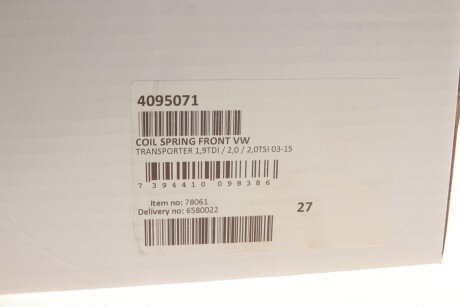 4095071
COIL SPRING FRONT VW
TRANSPORTER 1,9TDI / 2,0 / 2,0TSI 03-15
7 394410 098386
Item no: 78061
Delivery no: 6580022
27